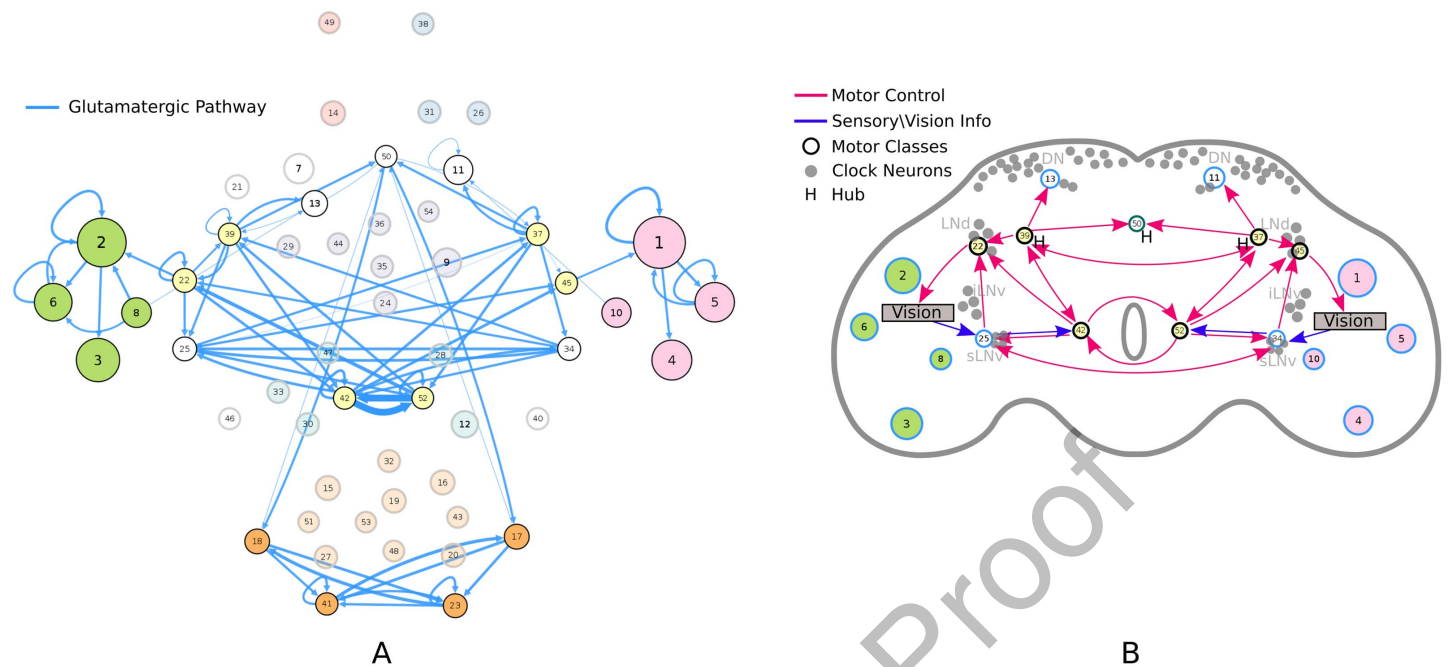 49 38
Glutamatergic Pathway
14 31 26
50
7 11
21 13
36 54
39 37
2 29 44 9 1
35
22 45
6 8 24 10 5
25 47 28 34
3 4
33 42 52
46 30 12 40
32
15 16
19
51 53 43
18 17
27 48 20
41 23
A
Motor Control
Sensory\Vision Info
Motor Classes
Clock Neurons
H Hub
DN DN
13 11
LNd LNd
50
39 H H 37 H
22 45
2 1
iLNv iLNv
Vision Vision
6 25 42 52 34 5
sLNv sLNv
8 10
3 4
B
Proof